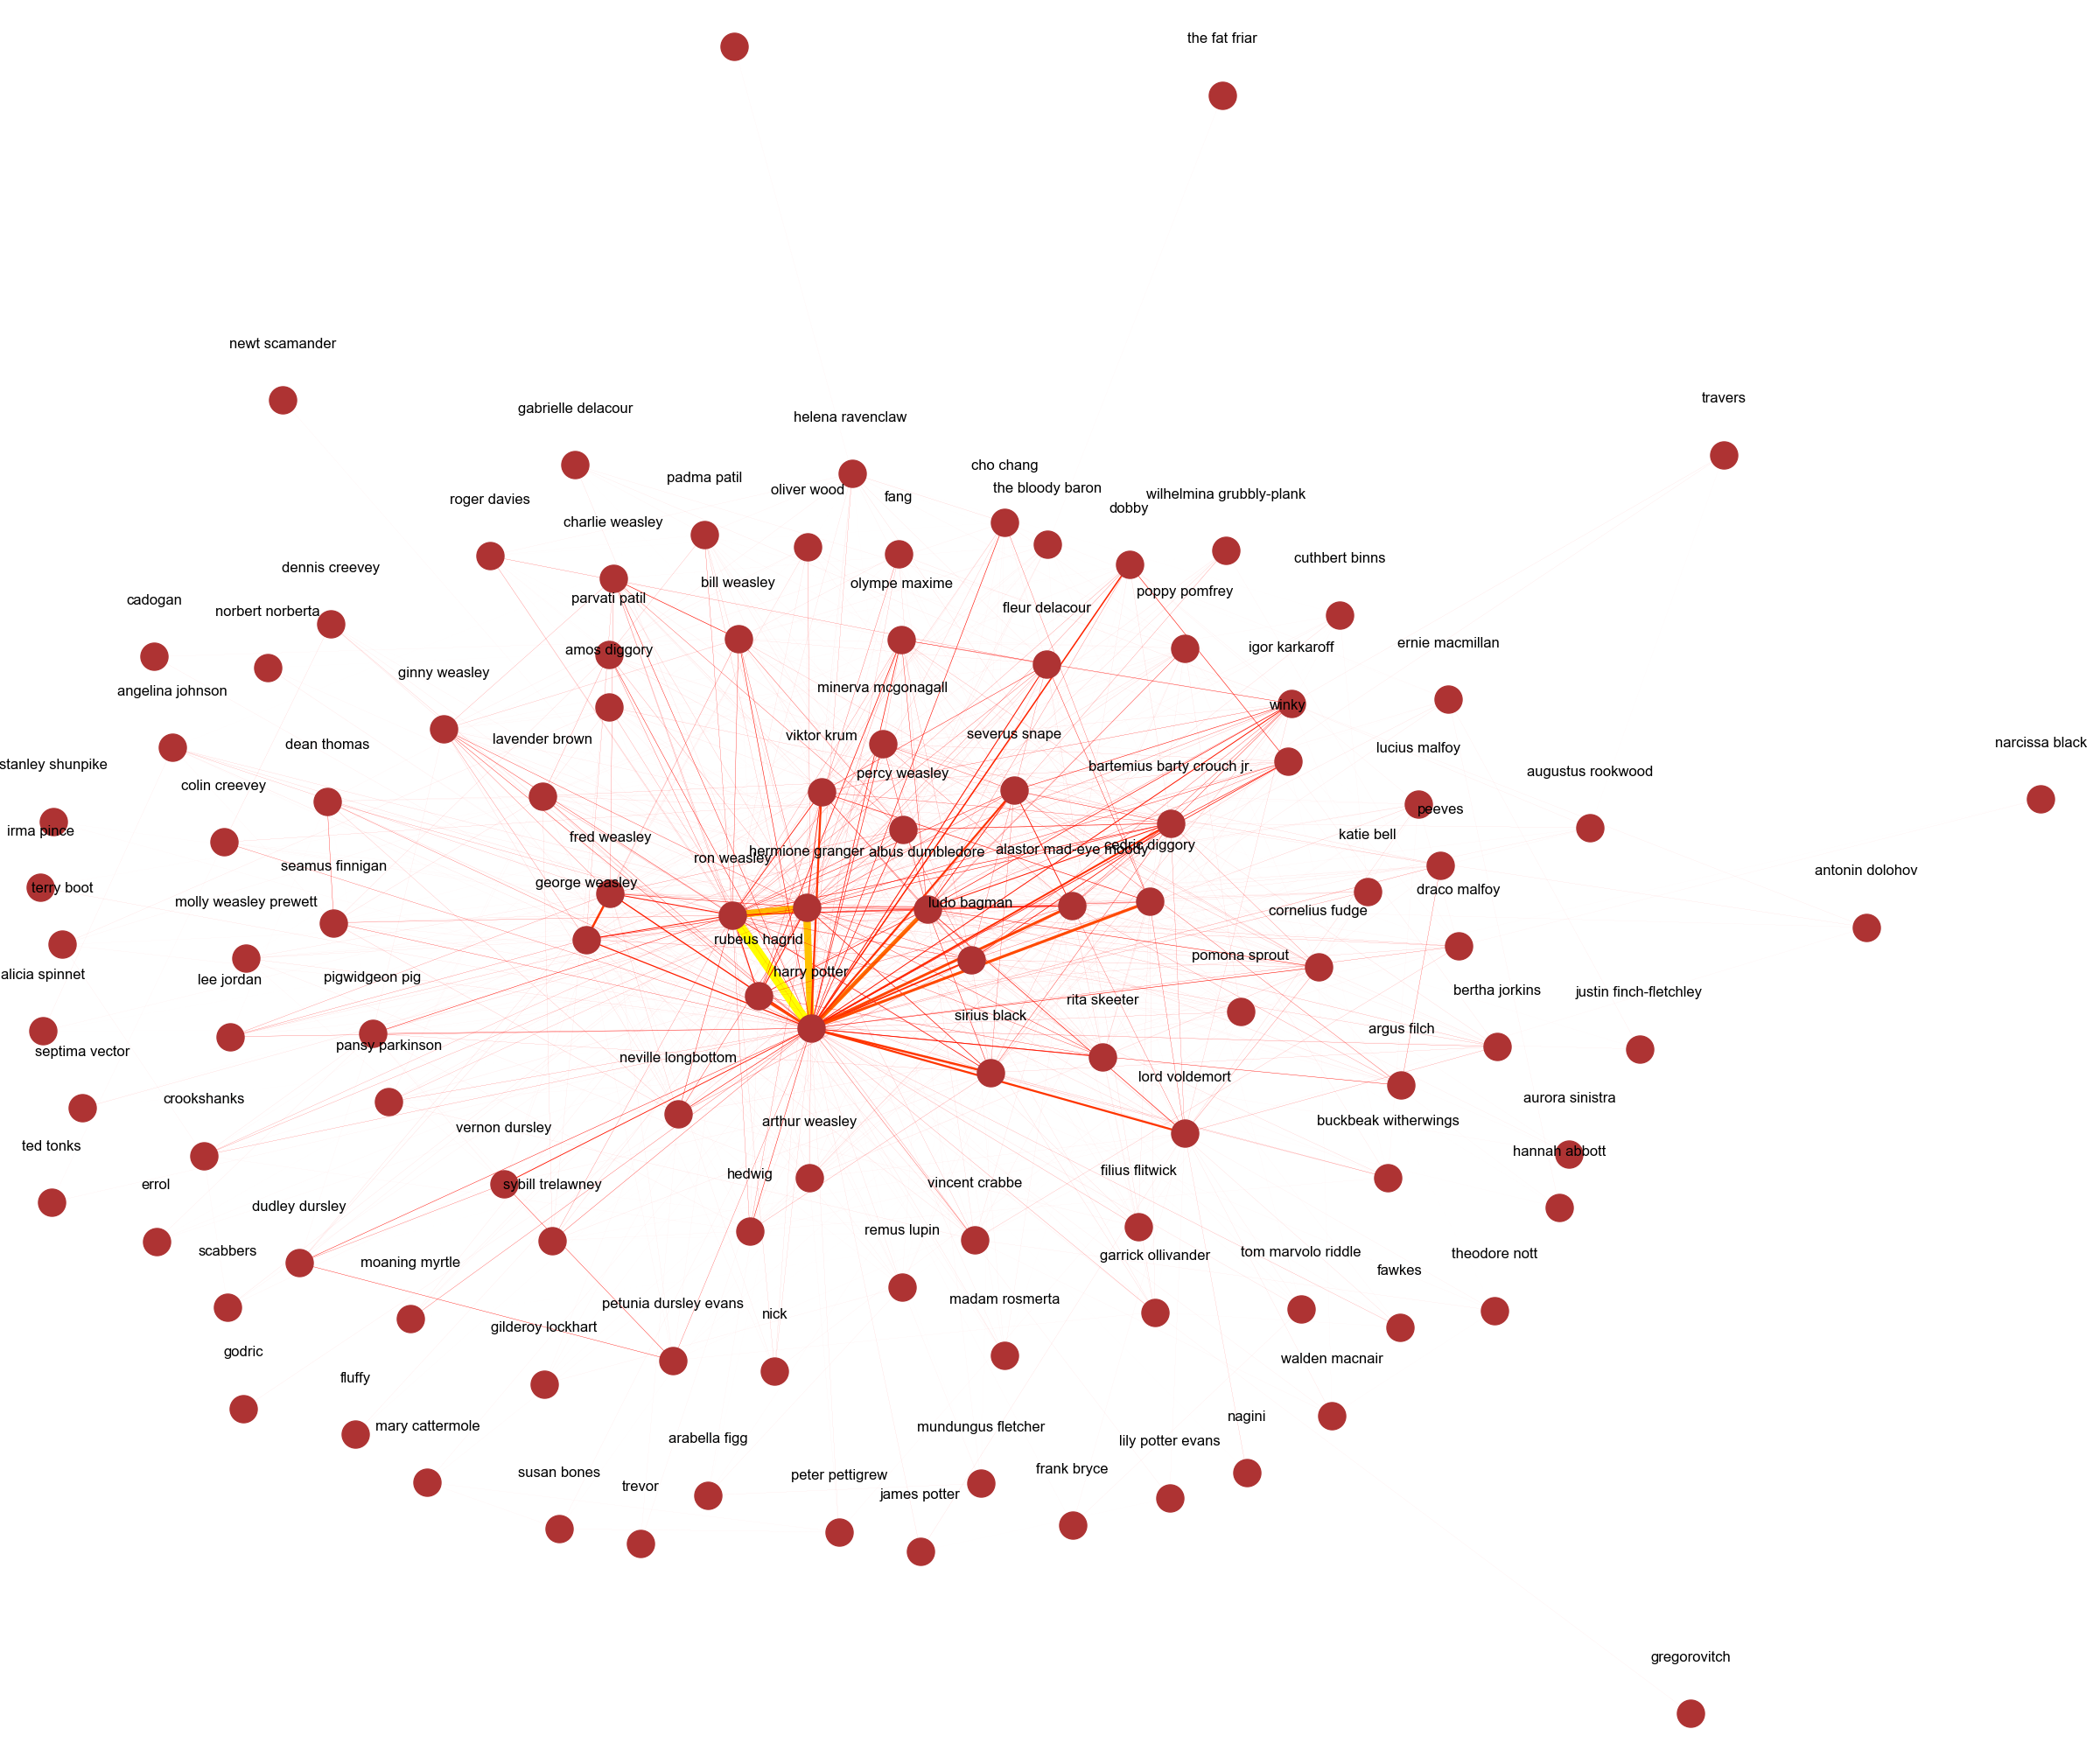 the fat friar
newt scamander
travers
gabrielle delacour
helena ravenclaw
cho chang
padma patil
the bloody baron
oliver wood
wilhelmina grubbly-plank
fang
roger davies
dobby
charlie weasley
cuthbert binns
dennis creevey
bill weasley
olympe maxime
poppy pomfrey
cadogan
parvati patil
fleur delacour
norbert norberta
ernie macmillan
igor karkaroff
amos diggory
ginny weasley
minerva mcgonagall
angelina johnson
winky
viktor krum
severus snape
lavender brown
dean thomas
narcissa black
lucius malfoy
stanley shunpike
bartemius barty crouch jr.
augustus rookwood
percy weasley
colin creevey
peeves
irma pince
katie bell
fred weasley
cedric diggory
alastor mad-eye moody
hermione granger
albus dumbledore
ron weasley
seamus finnigan
antonin dolohov
george weasley
terry boot
draco malfoy
molly weasley prewett
ludo bagman
cornelius fudge
rubeus hagrid
pomona sprout
harry potter
alicia spinnet
pigwidgeon pig
lee jordan
bertha jorkins
justin finch-fletchley
rita skeeter
sirius black
argus filch
pansy parkinson
septima vector
neville longbottom
lord voldemort
crookshanks
aurora sinistra
arthur weasley
buckbeak witherwings
vernon dursley
ted tonks
hannah abbott
filius flitwick
hedwig
vincent crabbe
errol
sybill trelawney
dudley dursley
remus lupin
scabbers
tom marvolo riddle
theodore nott
garrick ollivander
moaning myrtle
fawkes
madam rosmerta
petunia dursley evans
nick
gilderoy lockhart
godric
walden macnair
fluffy
nagini
mary cattermole
mundungus fletcher
arabella figg
lily potter evans
frank bryce
susan bones
peter pettigrew
trevor
james potter
gregorovitch